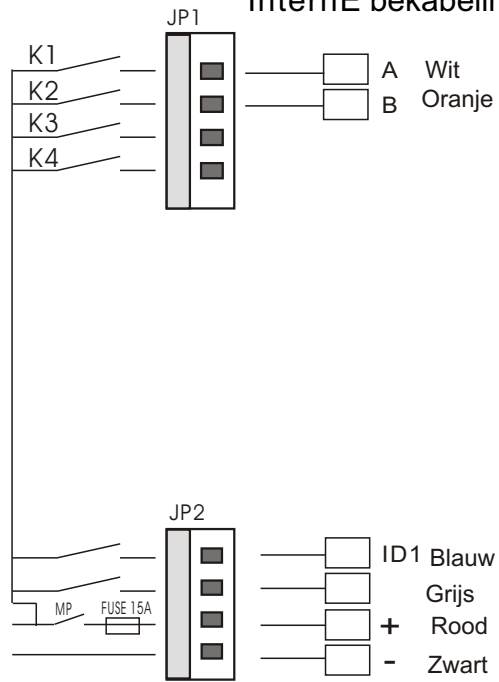 JP1
K1
K2
K3
K4
A Wit
B Oranje
JP2
ID1 Blauw
Grijs
MP FUSE 15A
+ Rood
- Zwart